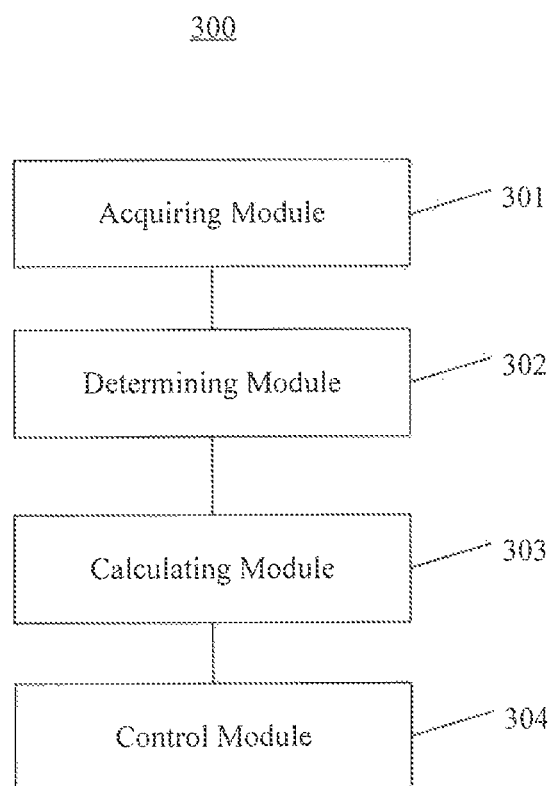 300
Acquiring Module
301
Determining Module
302
Calculating Module
303
Control Module
304